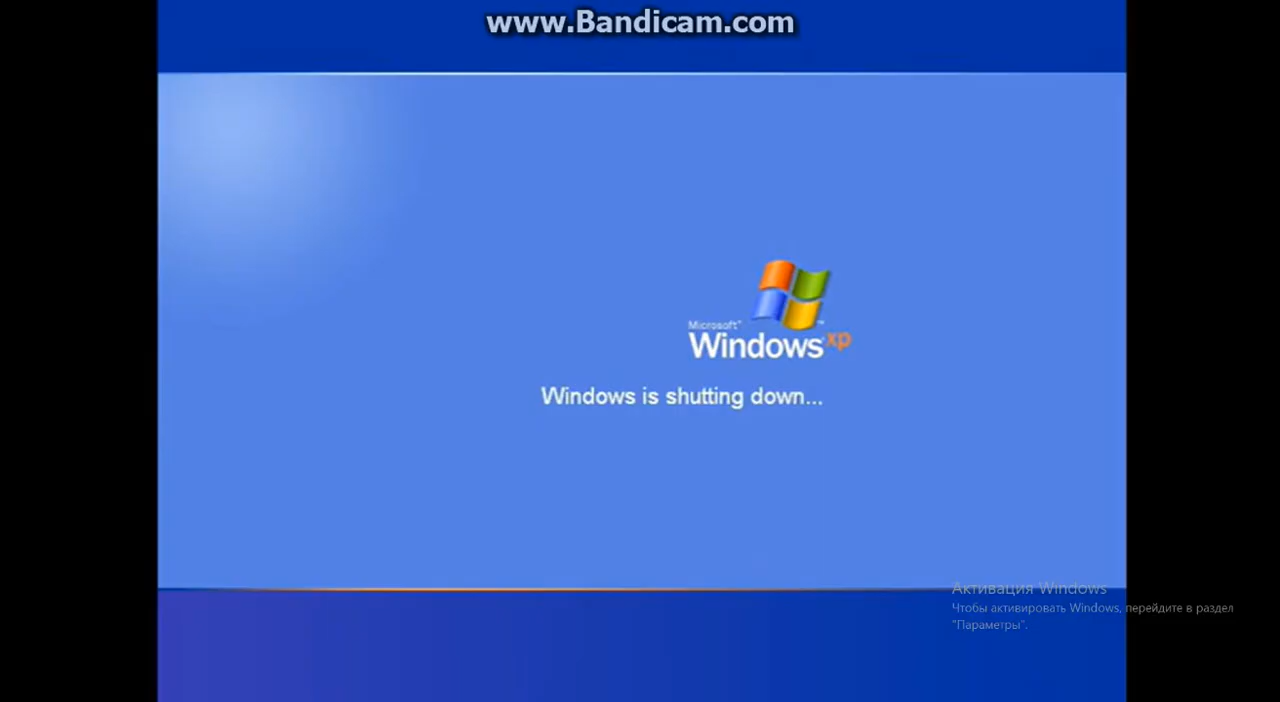 www.Bandicam.com
Microsoft
Windows xp
Windows is shutting down...
Активация Windows
Чтобы активировать Windows, перейдите в раздел
"Параметры".